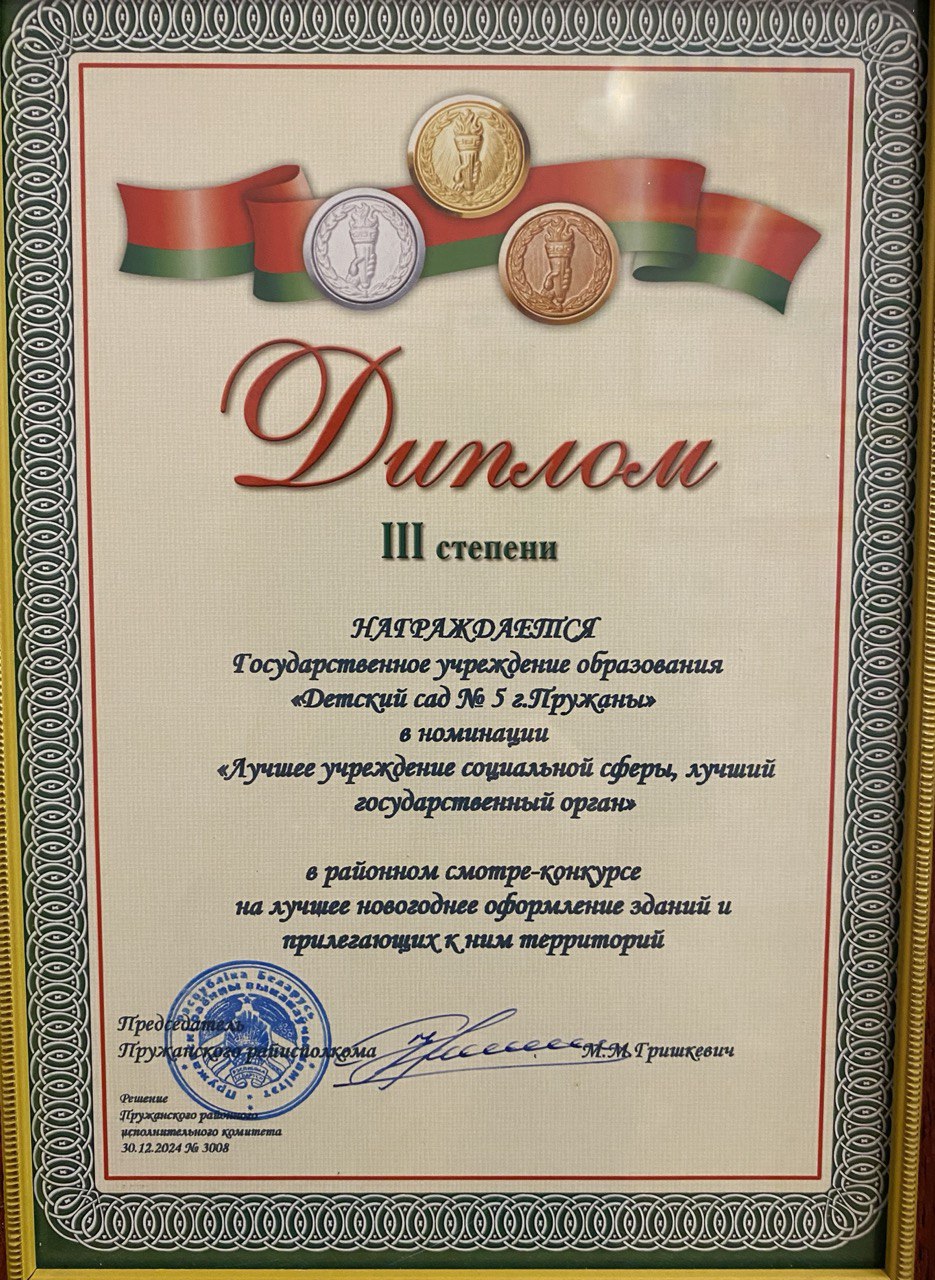 Диплом
III степени
НАГРАЖДАЕТСЯ
Государственное учреждение образования
«Детский сад № 5 г.Пружаны»
в номинации
«Лучшее учреждение социальной сферы, лучший
государственный орган»
в районном смотре-конкурсе
на лучшее новогоднее оформление зданий и
прилегающих к ним территорий
Председатель
Пружанского райисполкома М.М.Гришкевич
Решение
Пружанского районного
исполнительного комитета
30.12.2024 № 3008
Рэспубліка Беларусь